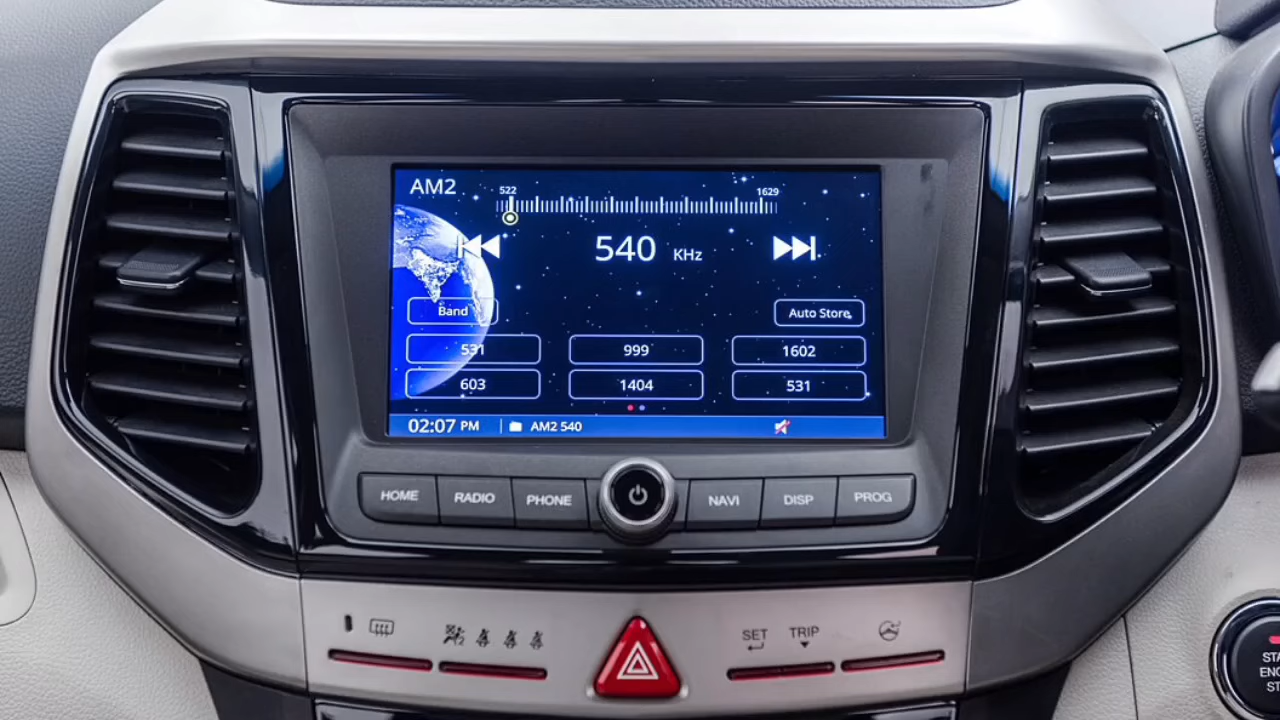 AM2
522
1629
540 KHz
Band
Auto Store
531 999 1602
603 1404 531
02:07 PM AM2 540
HOME RADIO PHONE NAVI DISP PROG
SET TRIP